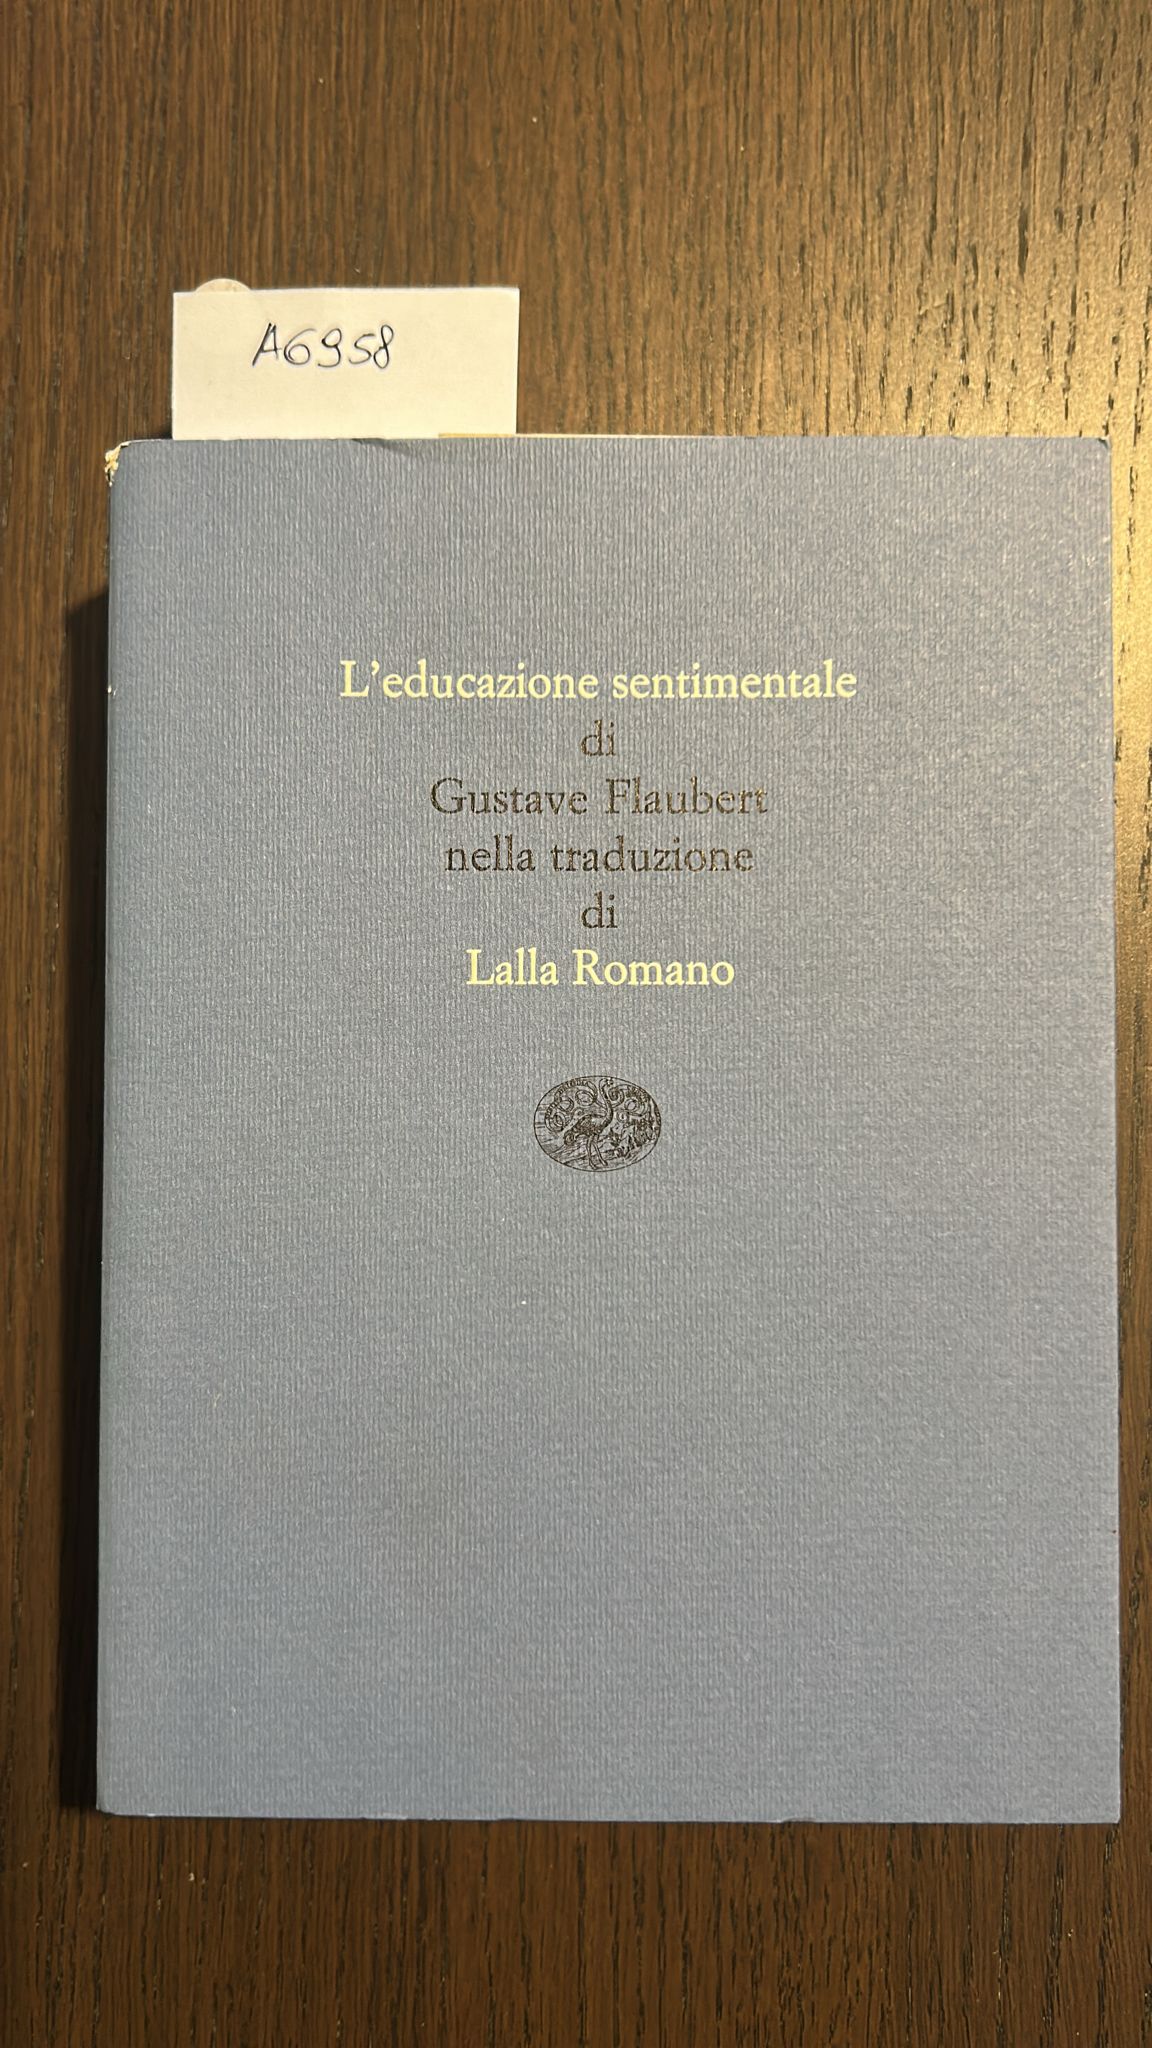 A6958
L'educazione sentimentale
di
Gustave Flaubert
nella traduzione
di
Lalla Romano